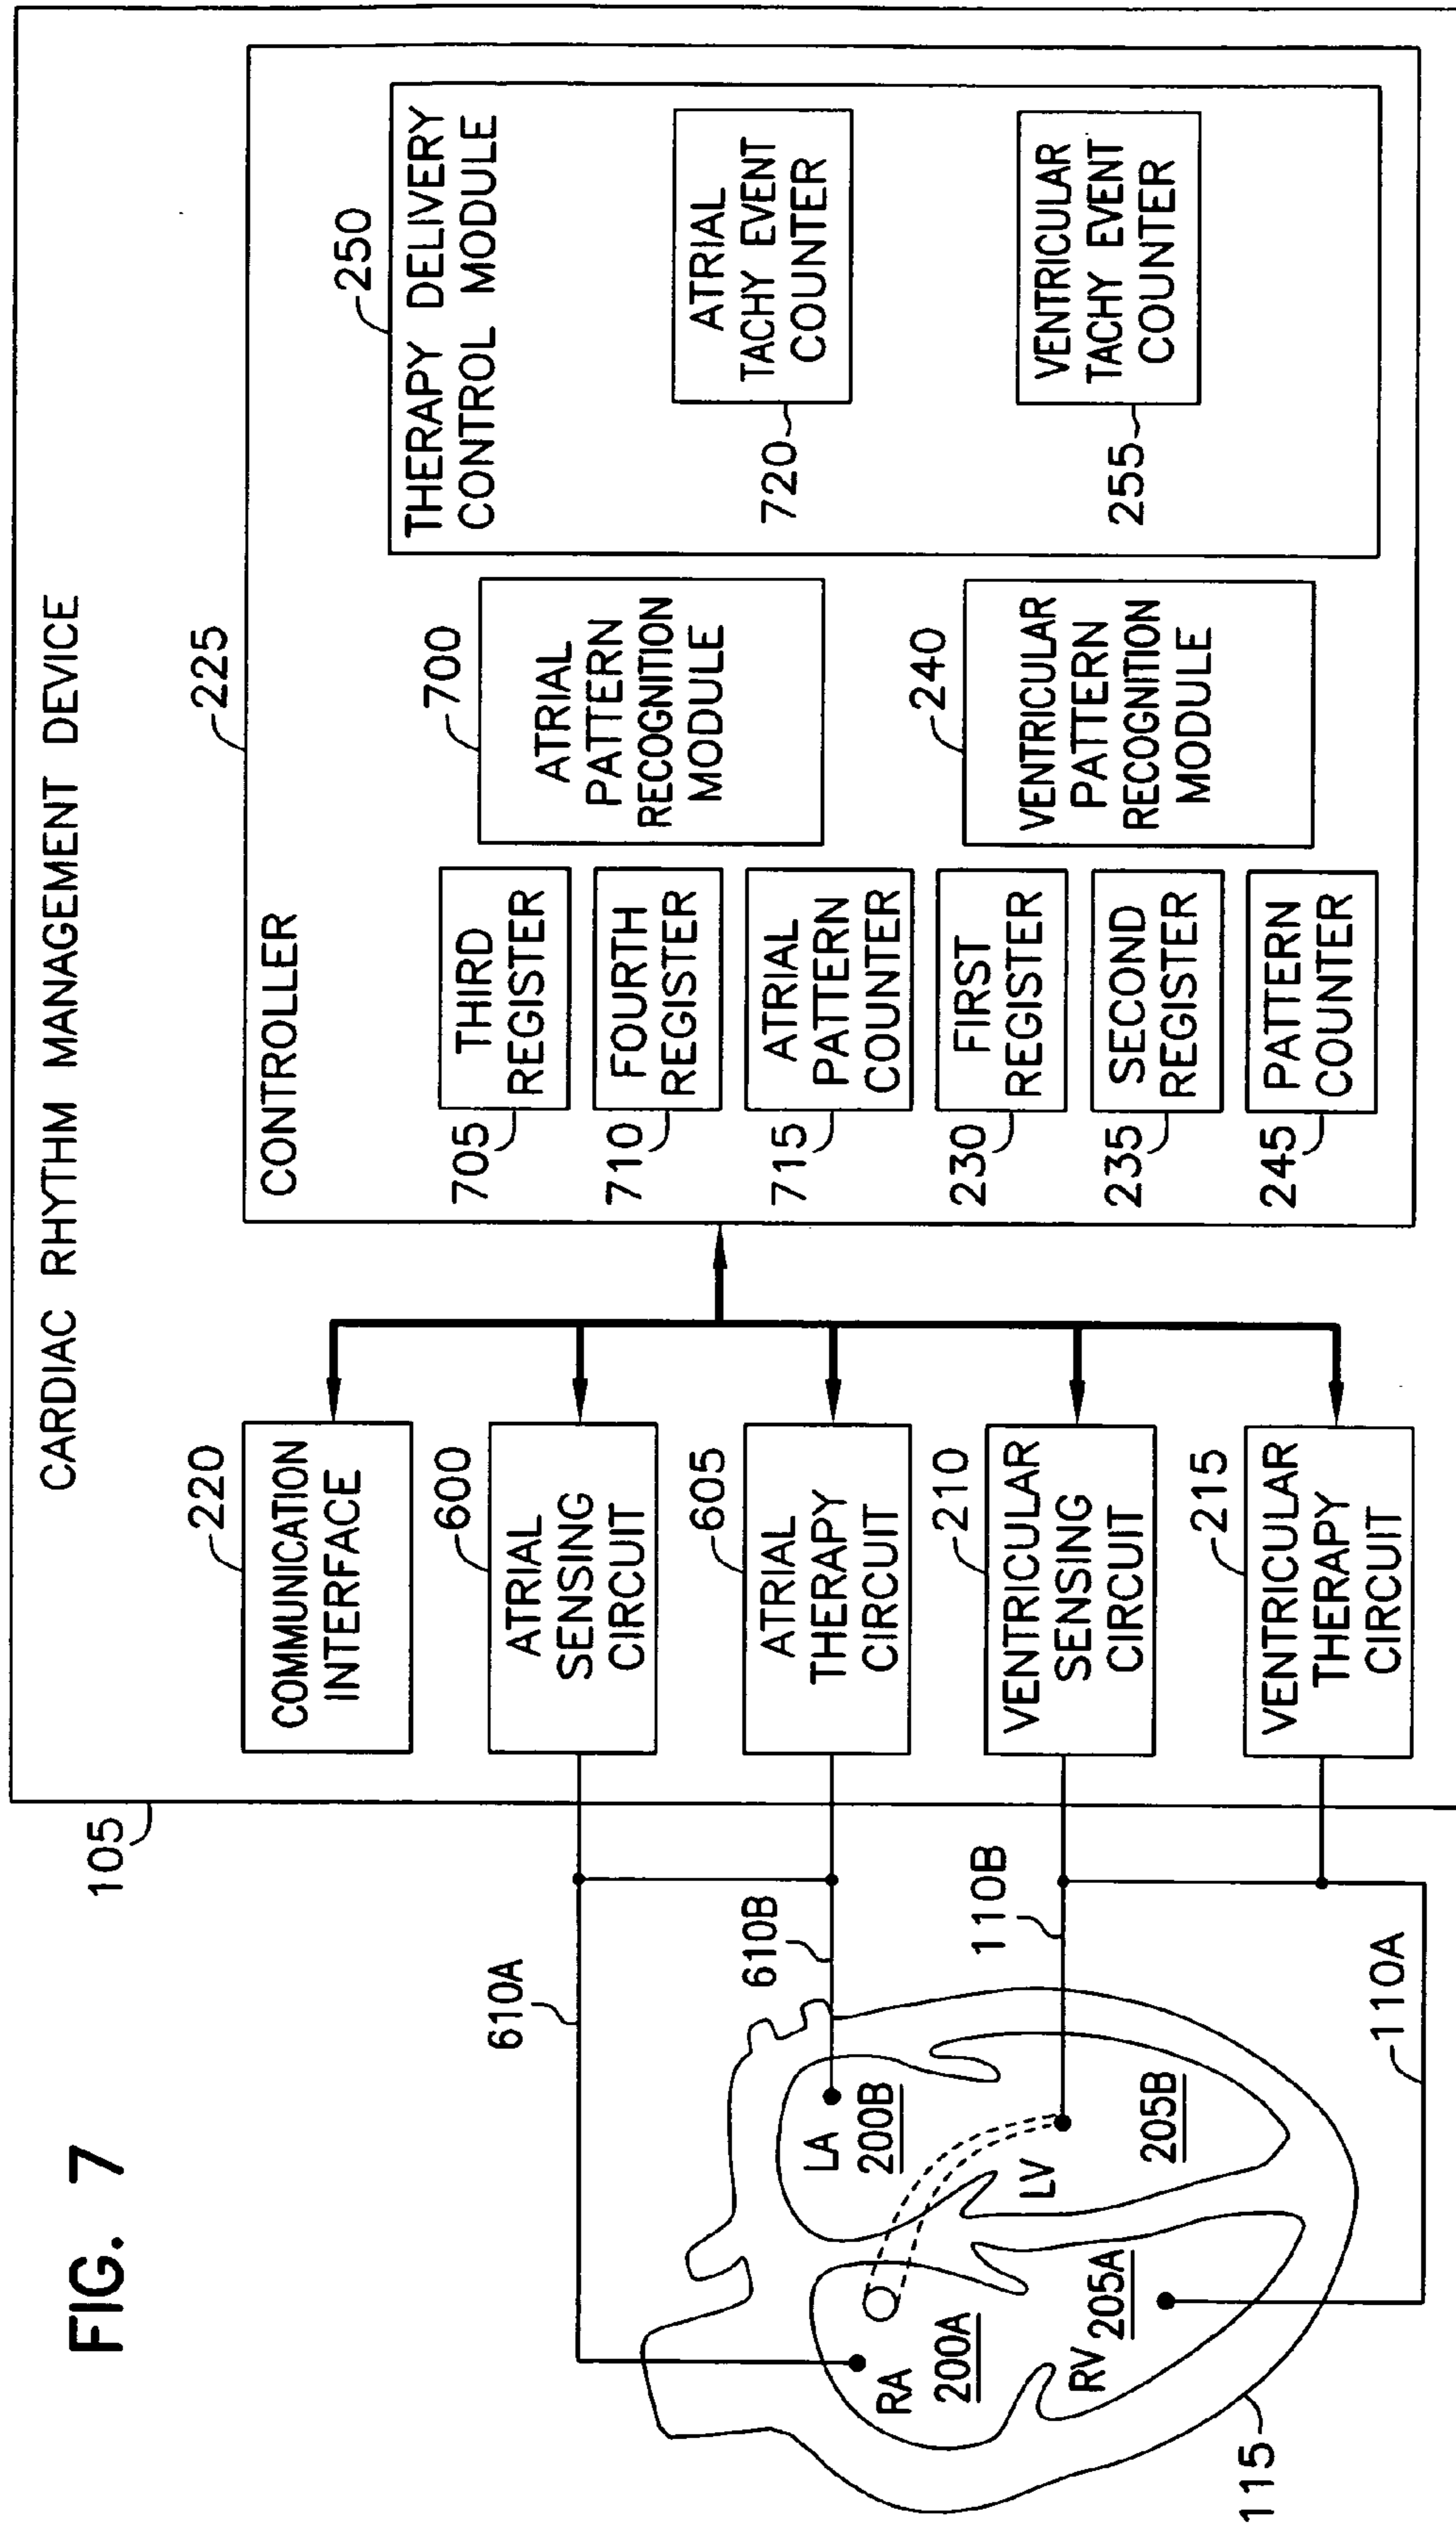 FIG. 7
105
CARDIAC RHYTHM MANAGEMENT DEVICE
220
COMMUNICATION
INTERFACE
600
ATRIAL
SENSING
CIRCUIT
605
ATRIAL
THERAPY
CIRCUIT
210
VENTRICULAR
SENSING
CIRCUIT
215
VENTRICULAR
THERAPY
CIRCUIT
225
CONTROLLER
705
THIRD
REGISTER
710
FOURTH
REGISTER
715
ATRIAL
PATTERN
COUNTER
230
FIRST
REGISTER
235
SECOND
REGISTER
245
PATTERN
COUNTER
700
ATRIAL
PATTERN
RECOGNITION
MODULE
240
VENTRICULAR
PATTERN
RECOGNITION
MODULE
250
THERAPY DELIVERY
CONTROL MODULE
720
ATRIAL
TACHY EVENT
COUNTER
255
VENTRICULAR
TACHY EVENT
COUNTER
610A
610B
110B
110A
RA
200A
LA
200B
RV
205A
LV
205B
115